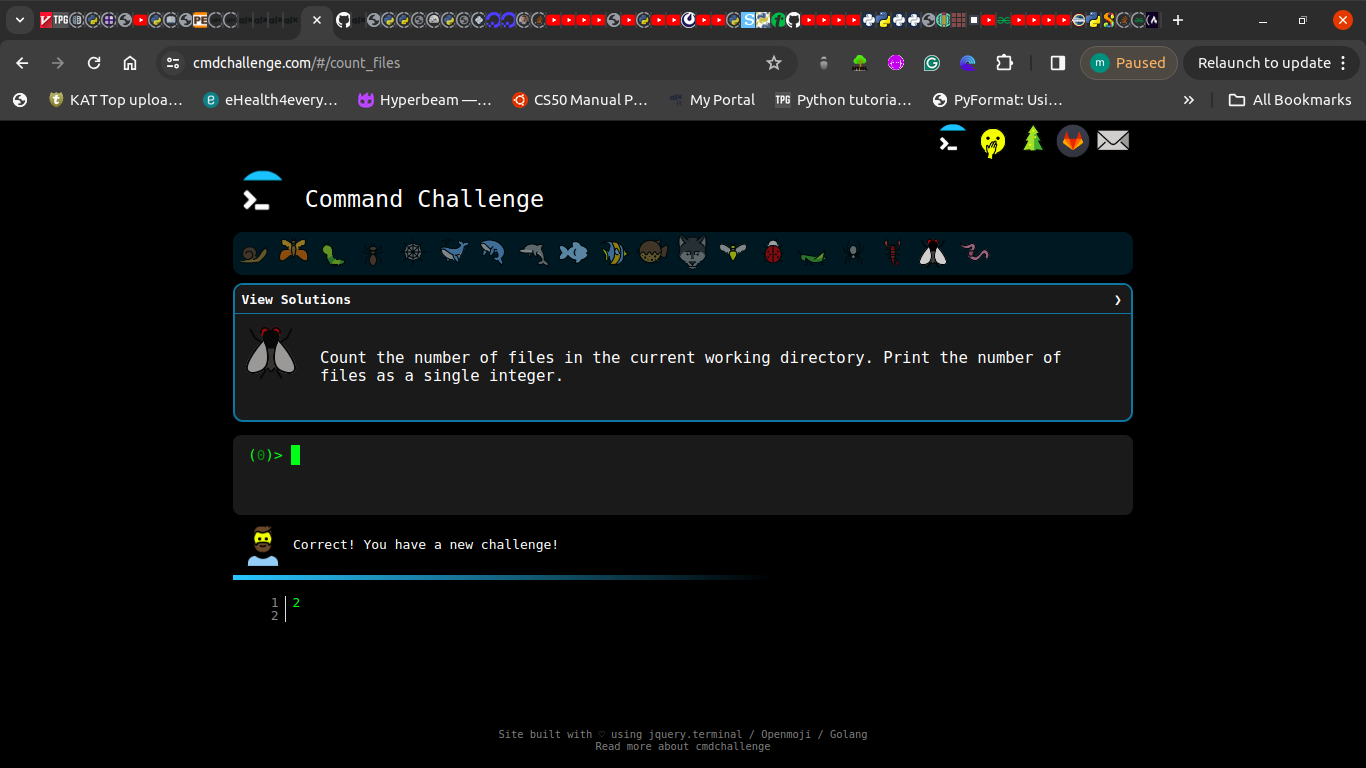 cmdchallenge.com/#/count_files
m Paused
Relaunch to update
KAT Top uploa…
eHealth4every…
Hyperbeam —…
CS50 Manual P…
My Portal
TPG Python tutoria…
PyFormat: Usi…
All Bookmarks
Command Challenge
View Solutions
Count the number of files in the current working directory. Print the number of
files as a single integer.
(0)>
Correct! You have a new challenge!
1 2
2
Site built with ♡ using jquery.terminal / Openmoji / Golang
Read more about cmdchallenge